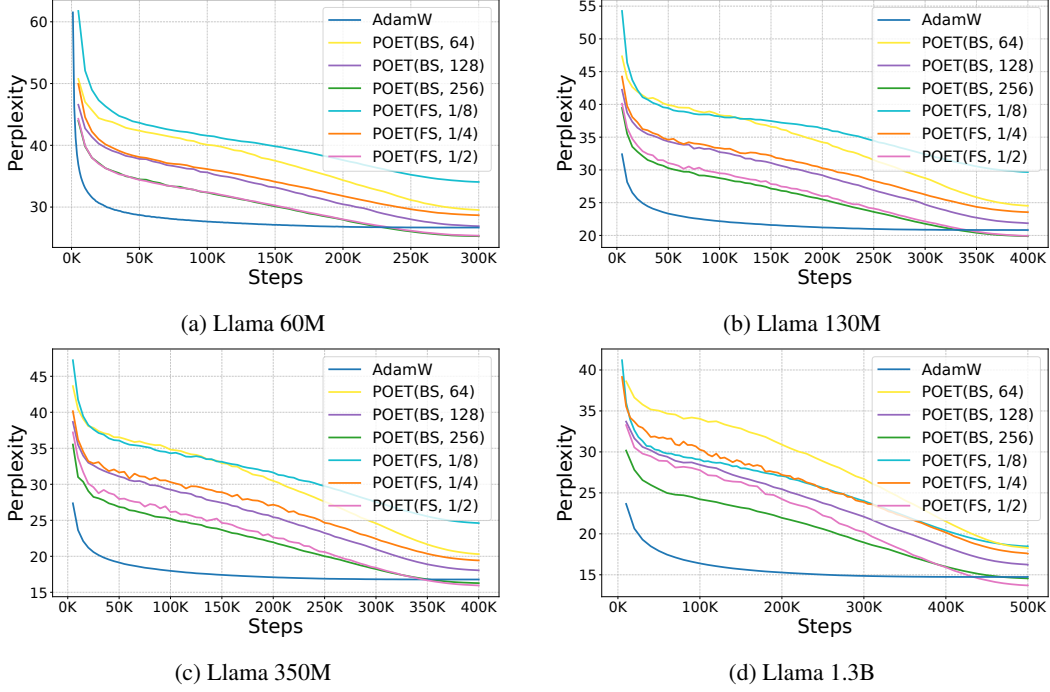 60
50
40
30
Perplexity
0K 50K 100K 150K 200K 250K 300K
Steps
AdamW
POET(BS, 64)
POET(BS, 128)
POET(BS, 256)
POET(FS, 1/8)
POET(FS, 1/4)
POET(FS, 1/2)
(a) Llama 60M
55
50
45
40
35
30
25
20
Perplexity
0K 50K 100K 150K 200K 250K 300K 350K 400K
Steps
AdamW
POET(BS, 64)
POET(BS, 128)
POET(BS, 256)
POET(FS, 1/8)
POET(FS, 1/4)
POET(FS, 1/2)
(b) Llama 130M
45
40
35
30
25
20
15
Perplexity
0K 50K 100K 150K 200K 250K 300K 350K 400K
Steps
AdamW
POET(BS, 64)
POET(BS, 128)
POET(BS, 256)
POET(FS, 1/8)
POET(FS, 1/4)
POET(FS, 1/2)
(c) Llama 350M
40
35
30
25
20
15
Perplexity
0K 100K 200K 300K 400K 500K
Steps
AdamW
POET(BS, 64)
POET(BS, 128)
POET(BS, 256)
POET(FS, 1/8)
POET(FS, 1/4)
POET(FS, 1/2)
(d) Llama 1.3B